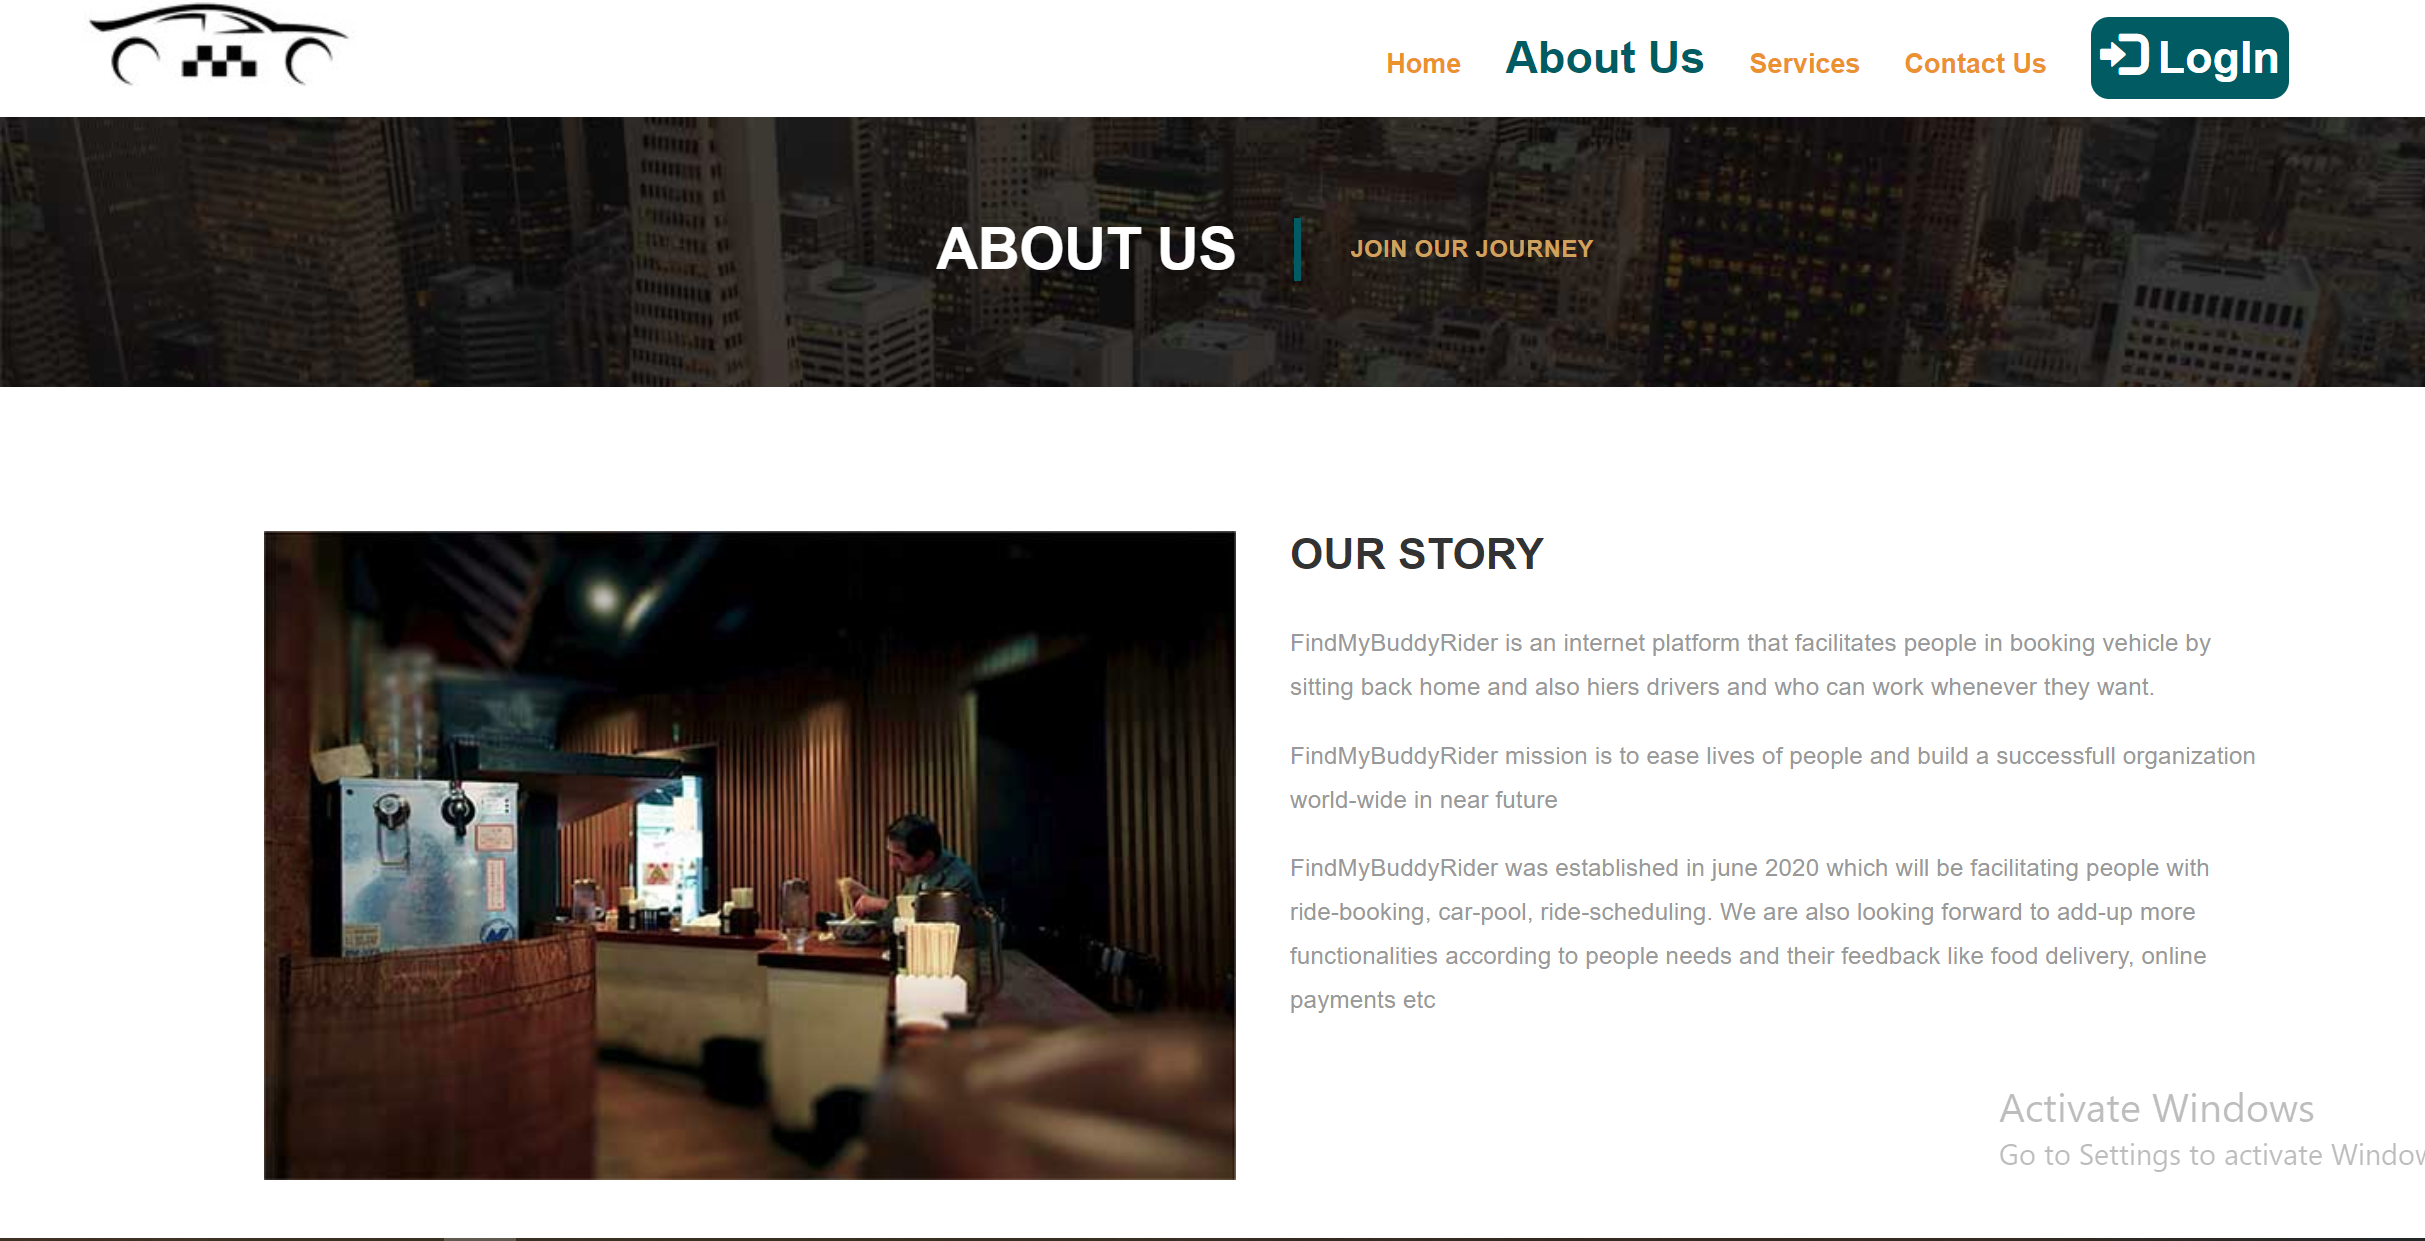 Home
About Us
Services
Contact Us
LogIn
ABOUT US
JOIN OUR JOURNEY
OUR STORY
FindMyBuddyRider is an internet platform that facilitates people in booking vehicle by
sitting back home and also hiers drivers and who can work whenever they want.
FindMyBuddyRider mission is to ease lives of people and build a successfull organization
world-wide in near future
FindMyBuddyRider was established in june 2020 which will be facilitating people with
ride-booking, car-pool, ride-scheduling. We are also looking forward to add-up more
functionalities according to people needs and their feedback like food delivery, online
payments etc
Activate Windows
Go to Settings to activate Window